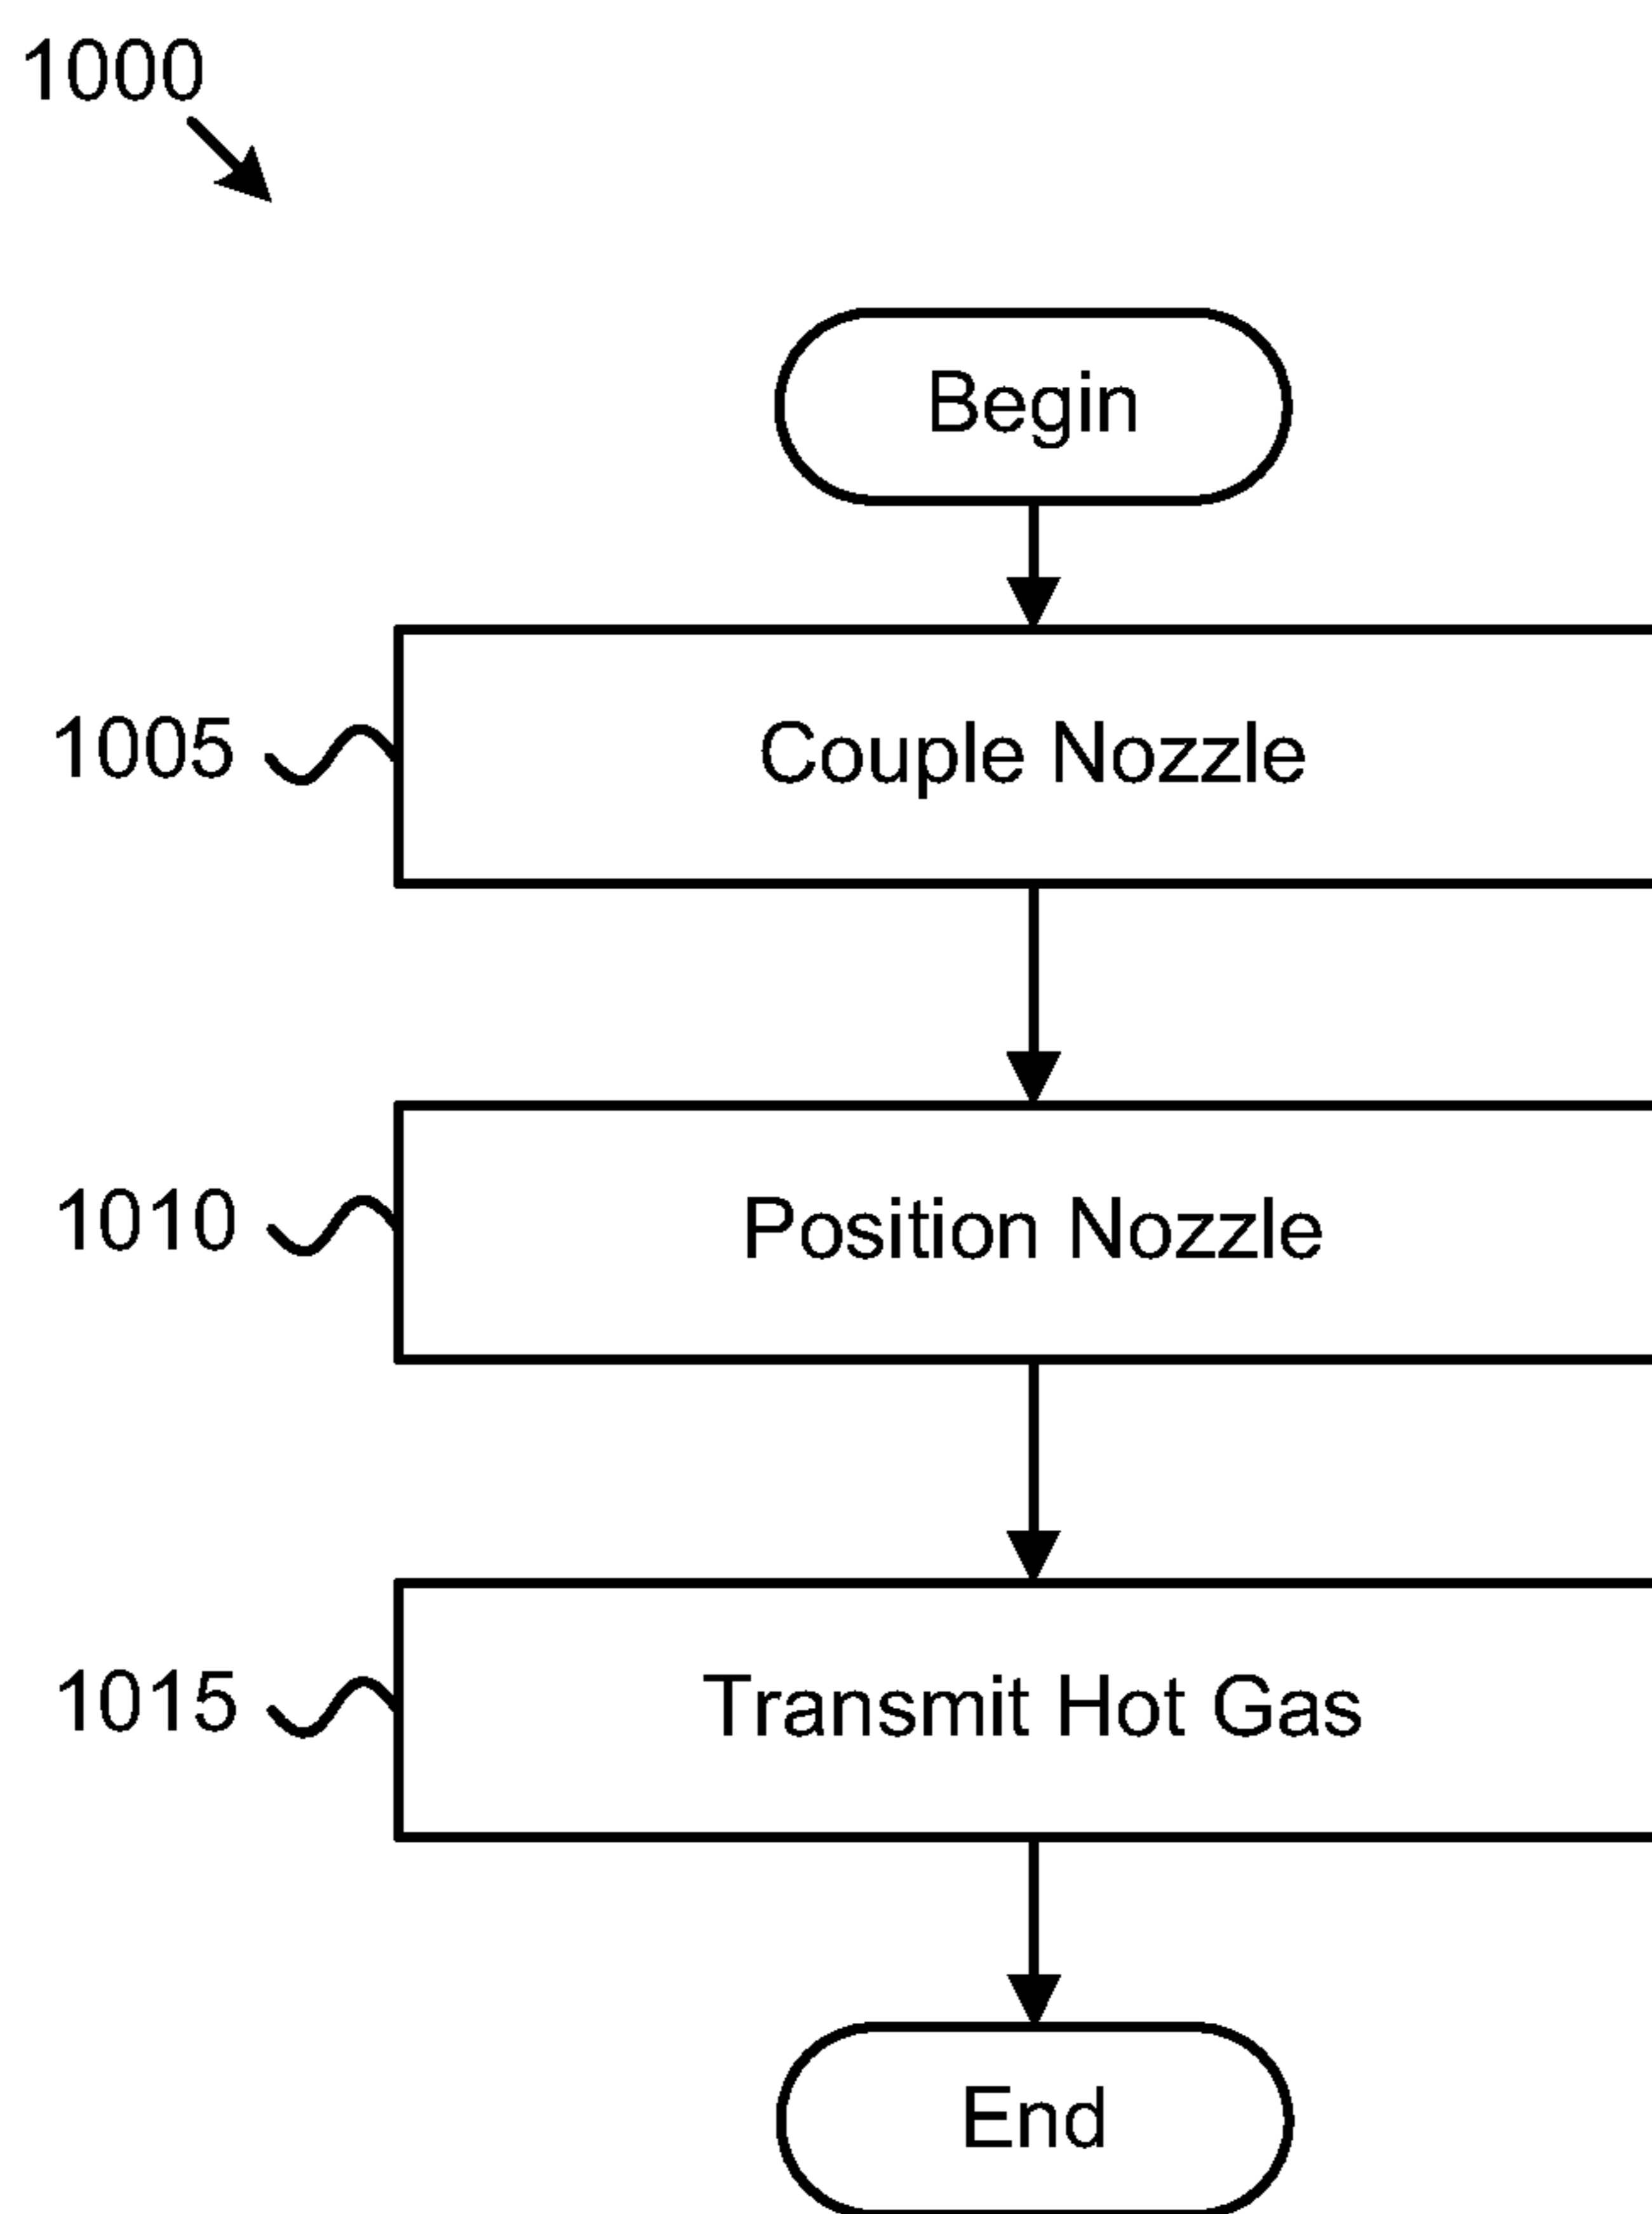 1000
Begin
1005
Couple Nozzle
1010
Position Nozzle
1015
Transmit Hot Gas
End